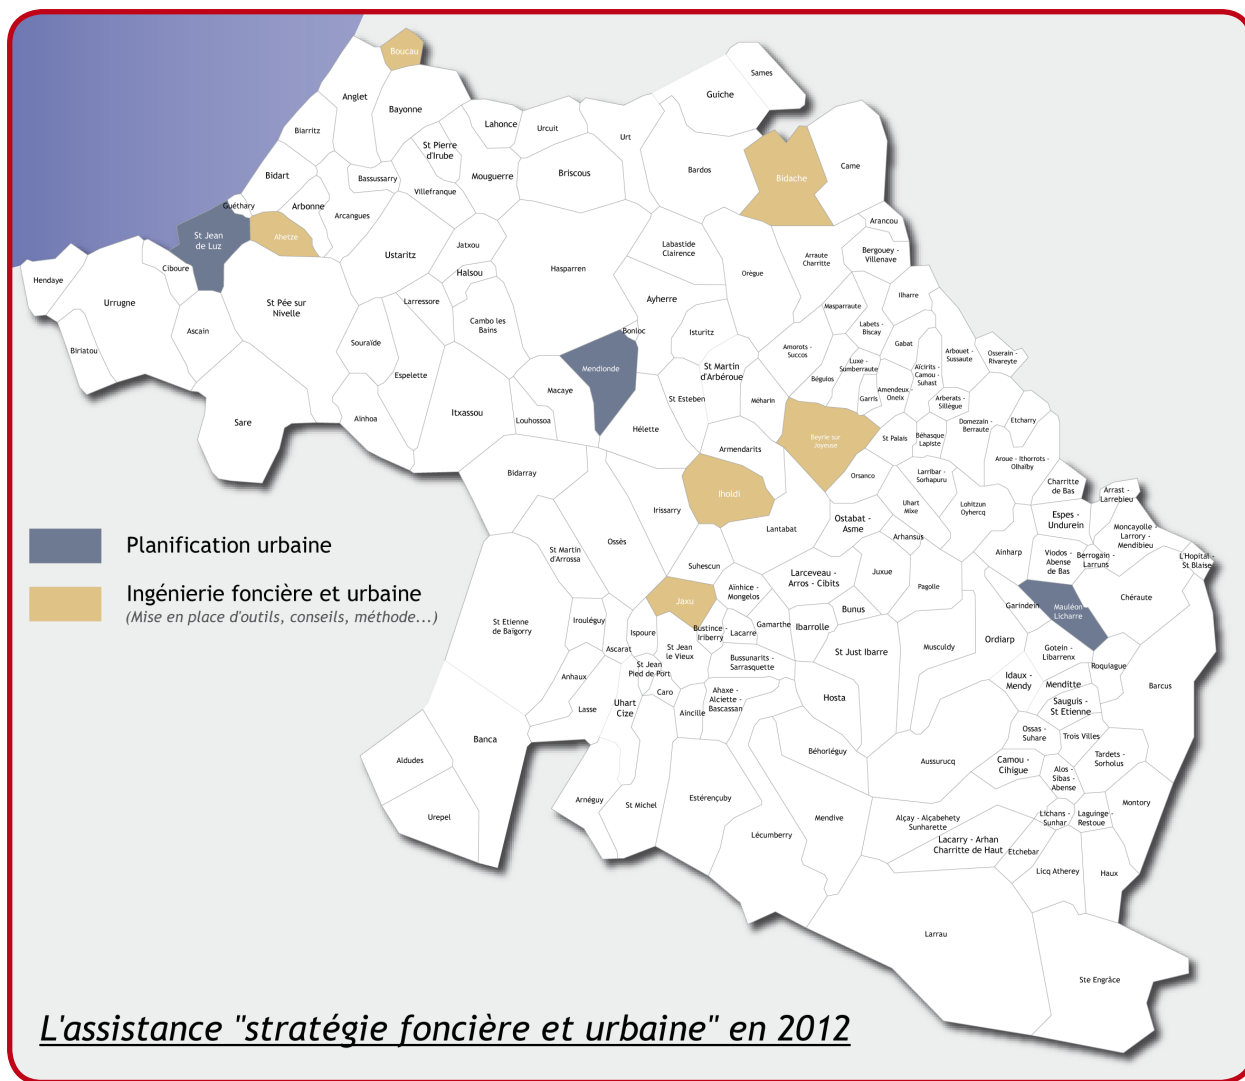 Boucau
Sames
Guiche
Anglet
Bayonne
Lahonce
Urcuit
Biarritz
Urt
St Pierre
d'Irube
Came
Bardos
Briscous
Bidart
Bassussarry
Mouguerre
Bidache
Villefranque
Guéthary
Arbonne
Arcangues
Arancou
St Jean
de Luz
Ahetze
Jatxou
Labastide
Clairence
Bergouey -
Villenave
Ustaritz
Arraute
Charritte
Ciboure
Hasparren
Halsou
Orègue
Hendaye
Urrugne
St Pée sur
Nivelle
Larressore
Ayherre
Ilharre
Masparraute
Cambo les
Bains
Labets -
Biscay
Ascain
Bonloc
Isturitz
Souraïde
Gabat
Biriatou
Amorots -
Succos
Arbouet -
Sussaute
Osserain -
Rivareyte
Mendionde
St Martin
d'Arbéroue
Luxe -
Sumberraute
Aïcirits -
Camou -
Suhast
Espelette
Béguios
Macaye
Amendeux -
Oneix
St Esteben
Méharin
Garris
Arberats -
Sillègue
Itxassou
Sare
Aïnhoa
Louhossoa
Hélette
Domezain -
Berraute
Etcharry
Beyrie sur
Joyeuse
St Palais
Béhasque
Lapiste
Armendarits
Aroue - Ithorrots -
Olhaïby
Bidarray
Orsanco
Larribar -
Sorhapuru
Charritte
de Bas
Arrast -
Larrebieu
Iholdi
Irissarry
Uhart
Mixe
Lohitzun
Oyhercq
Lantabat
Ostabat -
Asme
Espes -
Undurein
Moncayolle -
Larrory -
Mendibieu
Planification urbaine
Ossès
Arhansus
St Martin
d'Arrossa
Ainharp
Viodos -
Abense
de Bas
Berrogain -
Larruns
L'Hopital -
St Blaise
Suhescun
Larceveau -
Arros - Cibits
Juxue
Ingénierie foncière et urbaine
(Mise en place d'outils, conseils, méthode...)
Pagolle
Aïnhice -
Mongelos
Jaxu
Chéraute
Garindein
Mauléon
Licharre
Bunus
St Etienne
de Baïgorry
Irouléguy
Gamarthe
Ibarrolle
Ispoure
Bustince -
Iriberry
Lacarre
Ordiarp
Ascarat
St Jean
le Vieux
St Just Ibarre
Musculdy
Gotein -
Libarrenx
Bussunarits -
Sarrasquette
St Jean
Pied de Port
Roquiague
Anhaux
Idaux -
Mendy
Menditte
Barcus
Caro
Ahaxe -
Alciette -
Bascassan
Hosta
Uhart
Cize
Lasse
Aincille
Sauguis -
St Etienne
Ossas -
Suhare
Trois Villes
Banca
Béhorléguy
Aldudes
Aussurucq
Camou -
Cihigue
Tardets -
Sorholus
Alos -
Sibas -
Abense
Arnéguy
St Michel
Estérençuby
Montory
Urepel
Mendive
Alçay - Alçabehety
Sunharette
Lichans -
Sunhar
Laguinge -
Restoue
Lécumberry
Lacarry - Arhan
Charritte de Haut
Etchebar
Licq Atherey
Haux
Larrau
Ste Engrâce
L'assistance "stratégie foncière et urbaine" en 2012